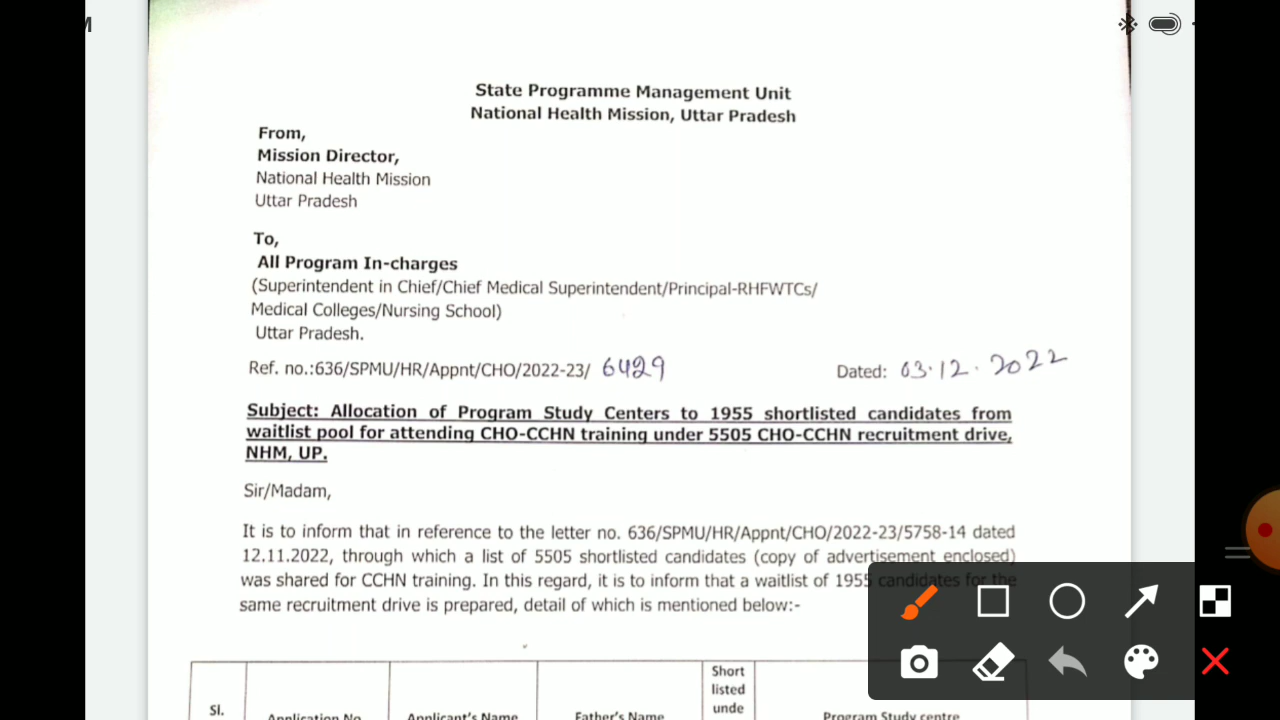 State Programme Management Unit
National Health Mission, Uttar Pradesh
From,
Mission Director,
National Health Mission
Uttar Pradesh
To,
All Program In-charges
(Superintendent in Chief/Chief Medical Superintendent/Principal-RHFWTCs/
Medical Colleges/Nursing School)
Uttar Pradesh.
Ref. no.:636/SPMU/HR/Appnt/CHO/2022-23/ 6429 Dated: 03.12.2022
Subject: Allocation of Program Study Centers to 1955 shortlisted candidates from
waitlist pool for attending CHO-CCHN training under 5505 CHO-CCHN recruitment drive,
NHM, UP.
Sir/Madam,
It is to inform that in reference to the letter no. 636/SPMU/HR/Appnt/CHO/2022-23/5758-14 dated
12.11.2022, through which a list of 5505 shortlisted candidates (copy of advertisement enclosed)
was shared for CCHN training. In this regard, it is to inform that a waitlist of 1955 candidates for the
same recruitment drive is prepared, detail of which is mentioned below:-
Short
listed
unde
Sl. Application No Applicant's Name Father's Name Program Study centre